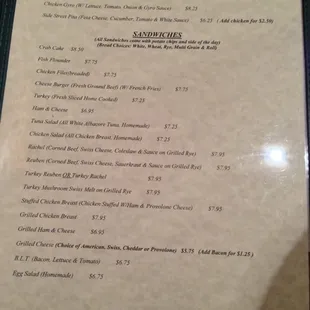 Chicken Gyro (W/ Lettuce, Tomato, Onion & Gyro Sauce) $8.25
Side Street Pita (Feta Cheese, Cucumber, Tomato & White Sauce) $6.25 (Add chicken for $2.50)
SANDWICHES
(All Sandwiches come with potato chips and side of the day)
(Bread Choices: White, Wheat, Rye, Multi Grain & Roll)
Crab Cake $8.50
Fish Flounder $7.75
Chicken Filet(breaded) $7.75
Cheese Burger (Fresh Ground Beef) (W/ French Fries) $7.75
Turkey (Fresh Sliced Home Cooked) $7.25
Ham & Cheese $6.95
Tuna Salad (All White Albacore Tuna, Homemade) $7.25
Chicken Salad (All Chicken Breast, Homemade) $7.25
Rachel (Corned Beef, Swiss Cheese, Coleslaw & Sauce on Grilled Rye) $7.95
Reuben (Corned Beef, Swiss Cheese, Sauerkraut & Sauce on Grilled Rye) $7.95
Turkey Reuben OR Turkey Rachel $7.95
Turkey Mushroom Swiss Melt on Grilled Rye $7.95
Stuffed Chicken Breast (Chicken Stuffed W/Ham & Provolone Cheese) $7.95
Grilled Chicken Breast $7.95
Grilled Ham & Cheese $6.95
Grilled Cheese (Choice of American, Swiss, Cheddar or Provolone) $5.75 (Add Bacon for $1.25 )
B.L.T. (Bacon, Lettuce & Tomato) $6.75
Egg Salad (Homemade) $6.75